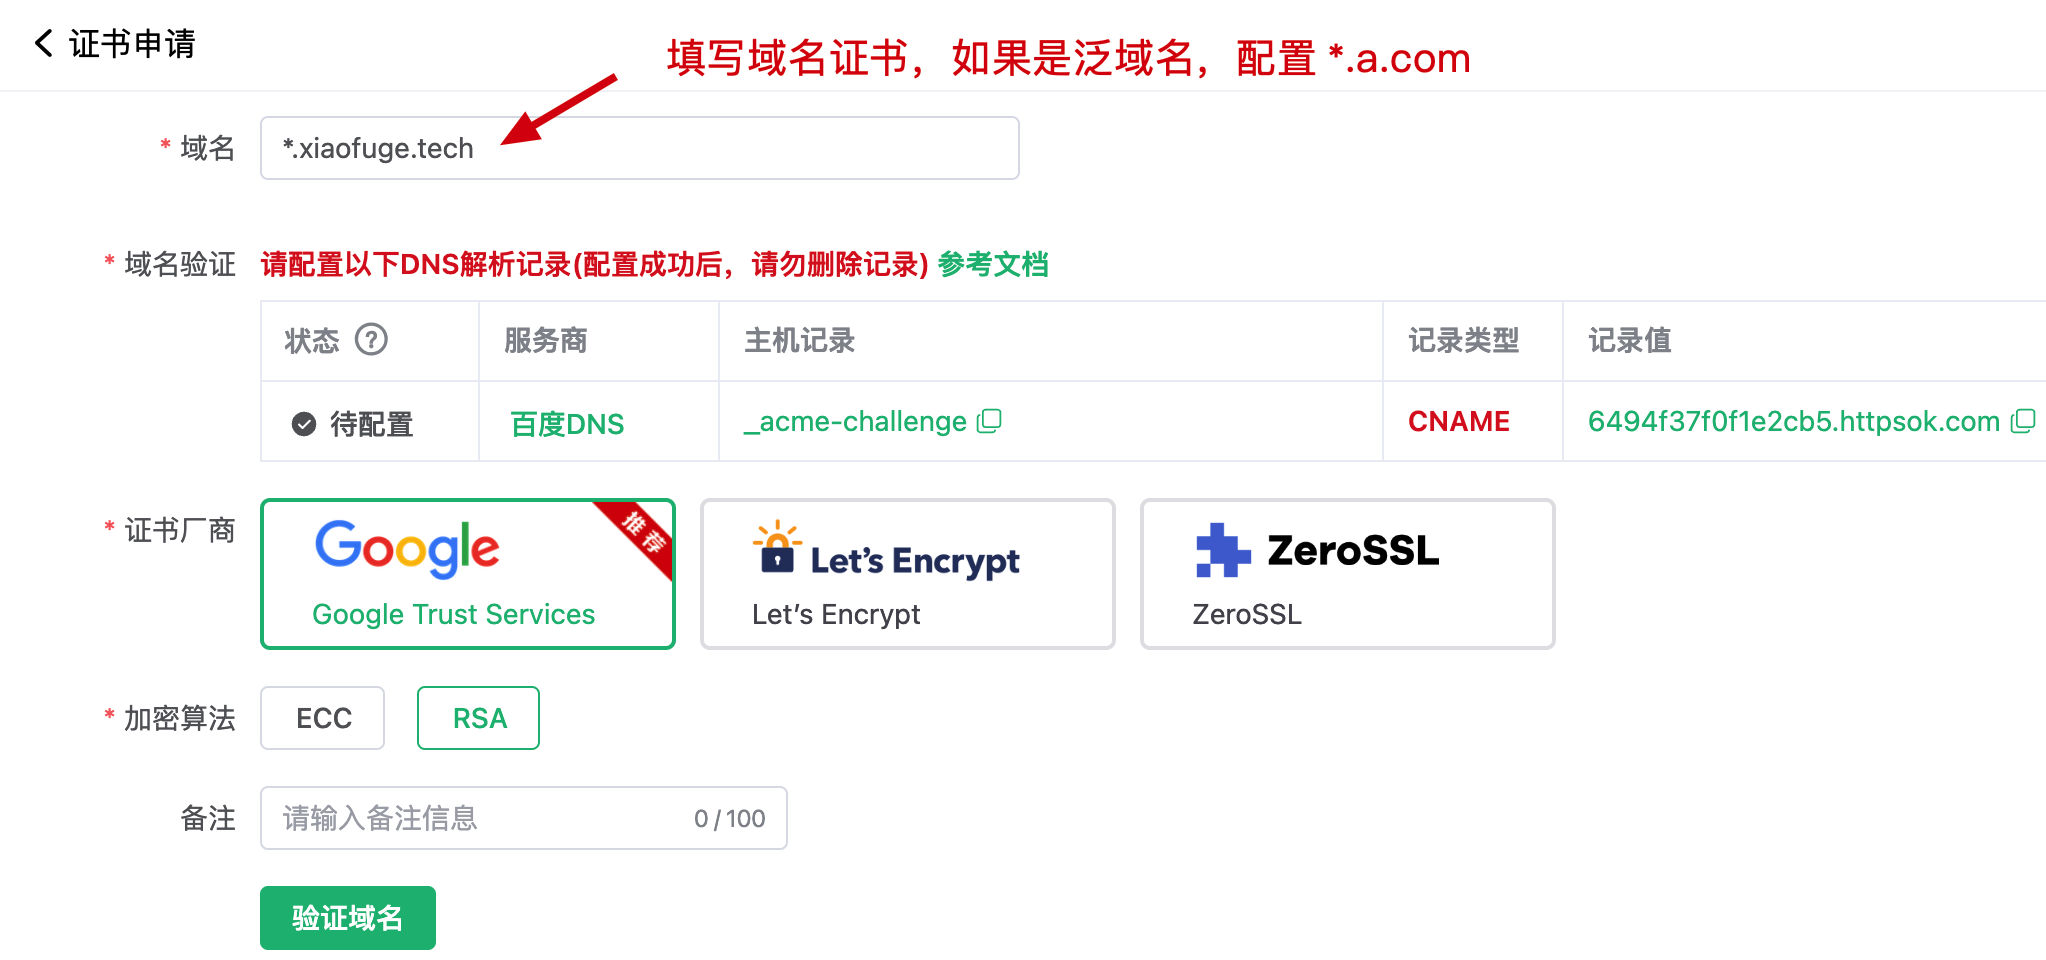 证书申请
填写域名证书，如果是泛域名，配置 *.a.com
* 域名 *.xiaofuge.tech
* 域名验证 请配置以下DNS解析记录(配置成功后，请勿删除记录) 参考文档
状态 ? 服务商 主机记录 记录类型 记录值
待配置 百度DNS _acme-challenge CNAME 6494f37f0f1e2cb5.httpsok.com
* 证书厂商
Google 推荐 Let's Encrypt ZeroSSL
Google Trust Services Let's Encrypt ZeroSSL
* 加密算法 ECC RSA
备注 请输入备注信息 0 / 100
验证域名